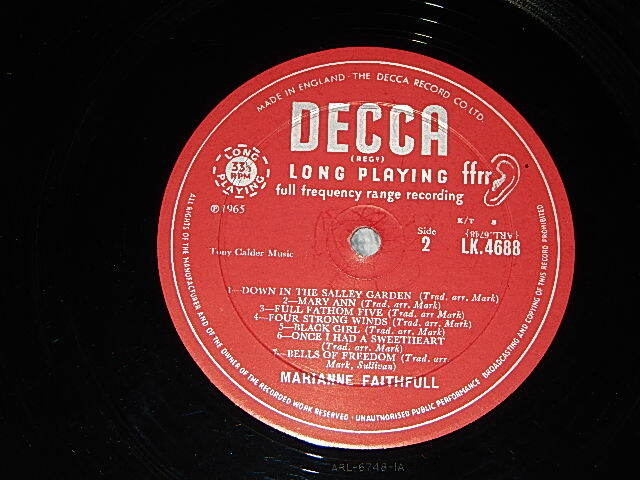 MADE IN ENGLAND · THE DECCA RECORD CO. LTD.
DECCA
(REGD)
LONG PLAYING
33⅓
RPM
LONG PLAYING
ffrr
full frequency range recording
℗ 1965
K/T
(ARL.6748)
Side
2
LK.4688
Tony Calder Music
1—DOWN IN THE SALLEY GARDEN (Trad. arr. Mark)
2—MARY ANN (Trad. arr. Mark)
3—FULL FATHOM FIVE (Trad. arr. Mark)
4—FOUR STRONG WINDS (Trad. arr. Mark)
5—BLACK GIRL (Trad. arr. Mark)
6—ONCE I HAD A SWEETHEART
(Trad. arr. Mark)
7—BELLS OF FREEDOM (Trad. arr.
Mark, Sullivan)
MARIANNE FAITHFULL
ALL RIGHTS OF THE MANUFACTURER AND OF THE OWNER OF THE RECORDED WORK RESERVED · UNAUTHORISED PUBLIC PERFORMANCE BROADCASTING AND COPYING OF THIS RECORD PROHIBITED
ARL-6748-1A